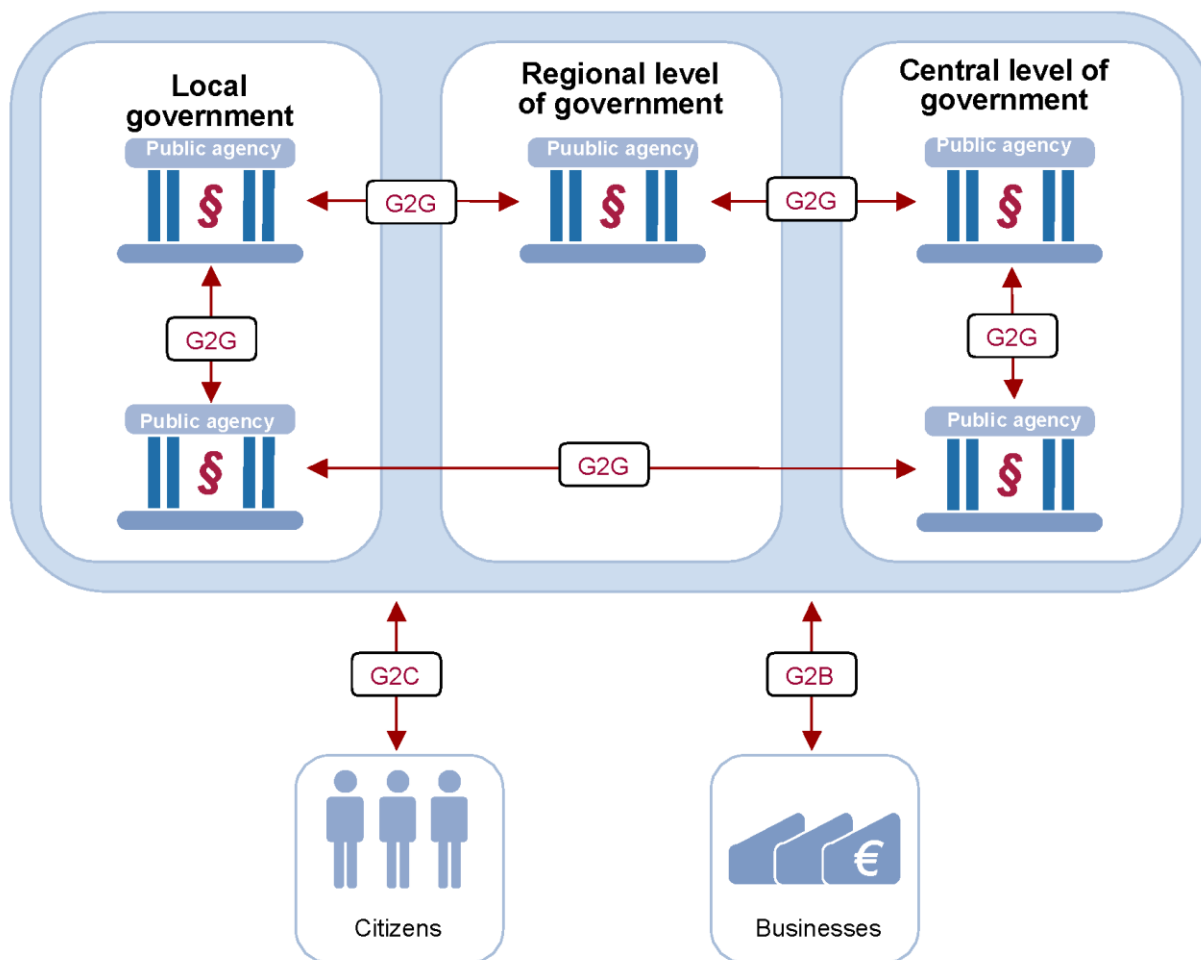 Local
government
Regional level
of government
Central level of
government
Public agency
Puublic agency
Public agency
§
§
§
G2G
G2G
G2G
G2G
Public agency
Public agency
§
§
G2G
G2C
G2B
€
Citizens
Businesses